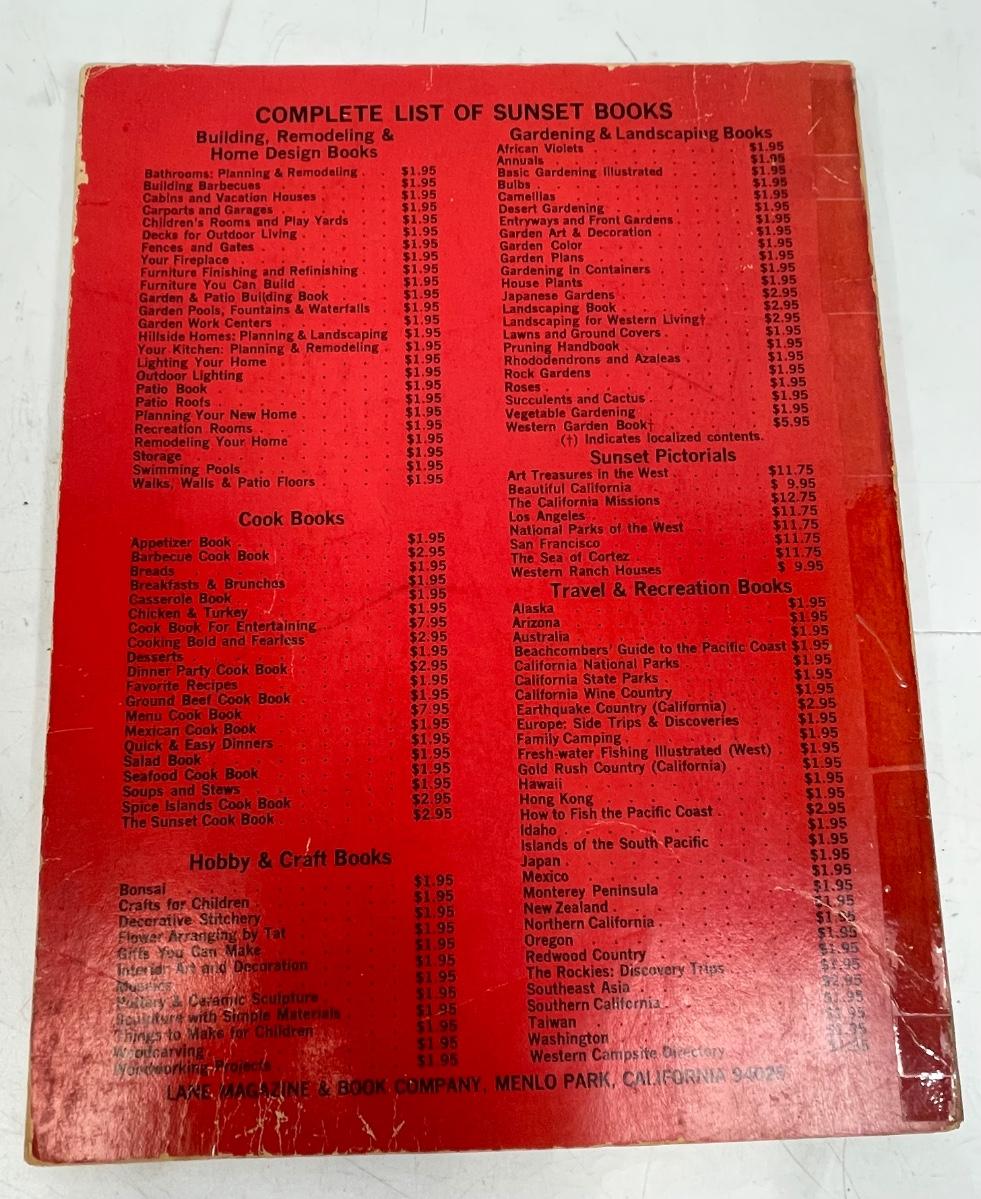 COMPLETE LIST OF SUNSET BOOKS
Building, Remodeling &
Home Design Books
Bathrooms: Planning & Remodeling $1.95
Building Barbecues $1.95
Cabins and Vacation Houses $1.95
Carports and Garages $1.95
Children's Rooms and Play Yards $1.95
Decks for Outdoor Living $1.95
Fences and Gates $1.95
Your Fireplace $1.95
Furniture Finishing and Refinishing $1.95
Furniture You Can Build $1.95
Garden & Patio Building Book $1.95
Garden Pools, Fountains & Waterfalls $1.95
Garden Work Centers $1.95
Hillside Homes: Planning & Landscaping $1.95
Your Kitchen: Planning & Remodeling $1.95
Lighting Your Home $1.95
Outdoor Lighting $1.95
Patio Book $1.95
Patio Roofs $1.95
Planning Your New Home $1.95
Recreation Rooms $1.95
Remodeling Your Home $1.95
Storage $1.95
Swimming Pools $1.95
Walks, Walls & Patio Floors $1.95
Cook Books
Appetizer Book $1.95
Barbecue Cook Book $2.95
Breads $1.95
Breakfasts & Brunches $1.95
Casserole Book $1.95
Chicken & Turkey $1.95
Cook Book For Entertaining $7.95
Cooking Bold and Fearless $2.95
Desserts $1.95
Dinner Party Cook Book $2.95
Favorite Recipes $1.95
Ground Beef Cook Book $1.95
Menu Cook Book $7.95
Mexican Cook Book $1.95
Quick & Easy Dinners $1.95
Salad Book $1.95
Seafood Cook Book $1.95
Soups and Stews $1.95
Spice Islands Cook Book $2.95
The Sunset Cook Book $2.95
Hobby & Craft Books
Bonsai $1.95
Crafts for Children $1.95
Decorative Stitchery $1.95
Flower Arranging by Tat $1.95
Gifts You Can Make $1.95
Interior Art and Decoration $1.95
Mosaics $1.95
Pottery & Ceramic Sculpture $1.95
Sculpture with Simple Materials $1.95
Things to Make for Children $1.95
Woodcarving $1.95
Woodworking Projects $1.95
Gardening & Landscaping Books
African Violets $1.95
Annuals $1.95
Basic Gardening Illustrated $1.95
Bulbs $1.95
Camellias $1.95
Desert Gardening $1.95
Entryways and Front Gardens $1.95
Garden Art & Decoration $1.95
Garden Color $1.95
Garden Plans $1.95
Gardening in Containers $1.95
House Plants $1.95
Japanese Gardens $2.95
Landscaping Book $2.95
Landscaping for Western Living† $2.95
Lawns and Ground Covers $1.95
Pruning Handbook $1.95
Rhododendrons and Azaleas $1.95
Rock Gardens $1.95
Roses $1.95
Succulents and Cactus $1.95
Vegetable Gardening $1.95
Western Garden Book† $5.95
(†) Indicates localized contents.
Sunset Pictorials
Art Treasures in the West $11.75
Beautiful California $ 9.95
The California Missions $12.75
Los Angeles $11.75
National Parks of the West $11.75
San Francisco $11.75
The Sea of Cortez $11.75
Western Ranch Houses $ 9.95
Travel & Recreation Books
Alaska $1.95
Arizona $1.95
Australia $1.95
Beachcombers' Guide to the Pacific Coast $1.95
California National Parks $1.95
California State Parks $1.95
California Wine Country $1.95
Earthquake Country (California) $2.95
Europe: Side Trips & Discoveries $1.95
Family Camping $1.95
Fresh-water Fishing Illustrated (West) $1.95
Gold Rush Country (California) $1.95
Hawaii $1.95
Hong Kong $1.95
How to Fish the Pacific Coast $2.95
Idaho $1.95
Islands of the South Pacific $1.95
Japan $1.95
Mexico $1.95
Monterey Peninsula $1.95
New Zealand $1.95
Northern California $1.95
Oregon $1.95
Redwood Country $1.95
The Rockies: Discovery Trips $1.95
Southeast Asia $2.95
Southern California $1.95
Taiwan $1.95
Washington $1.95
Western Campsite Directory
LANE MAGAZINE & BOOK COMPANY, MENLO PARK, CALIFORNIA 94025